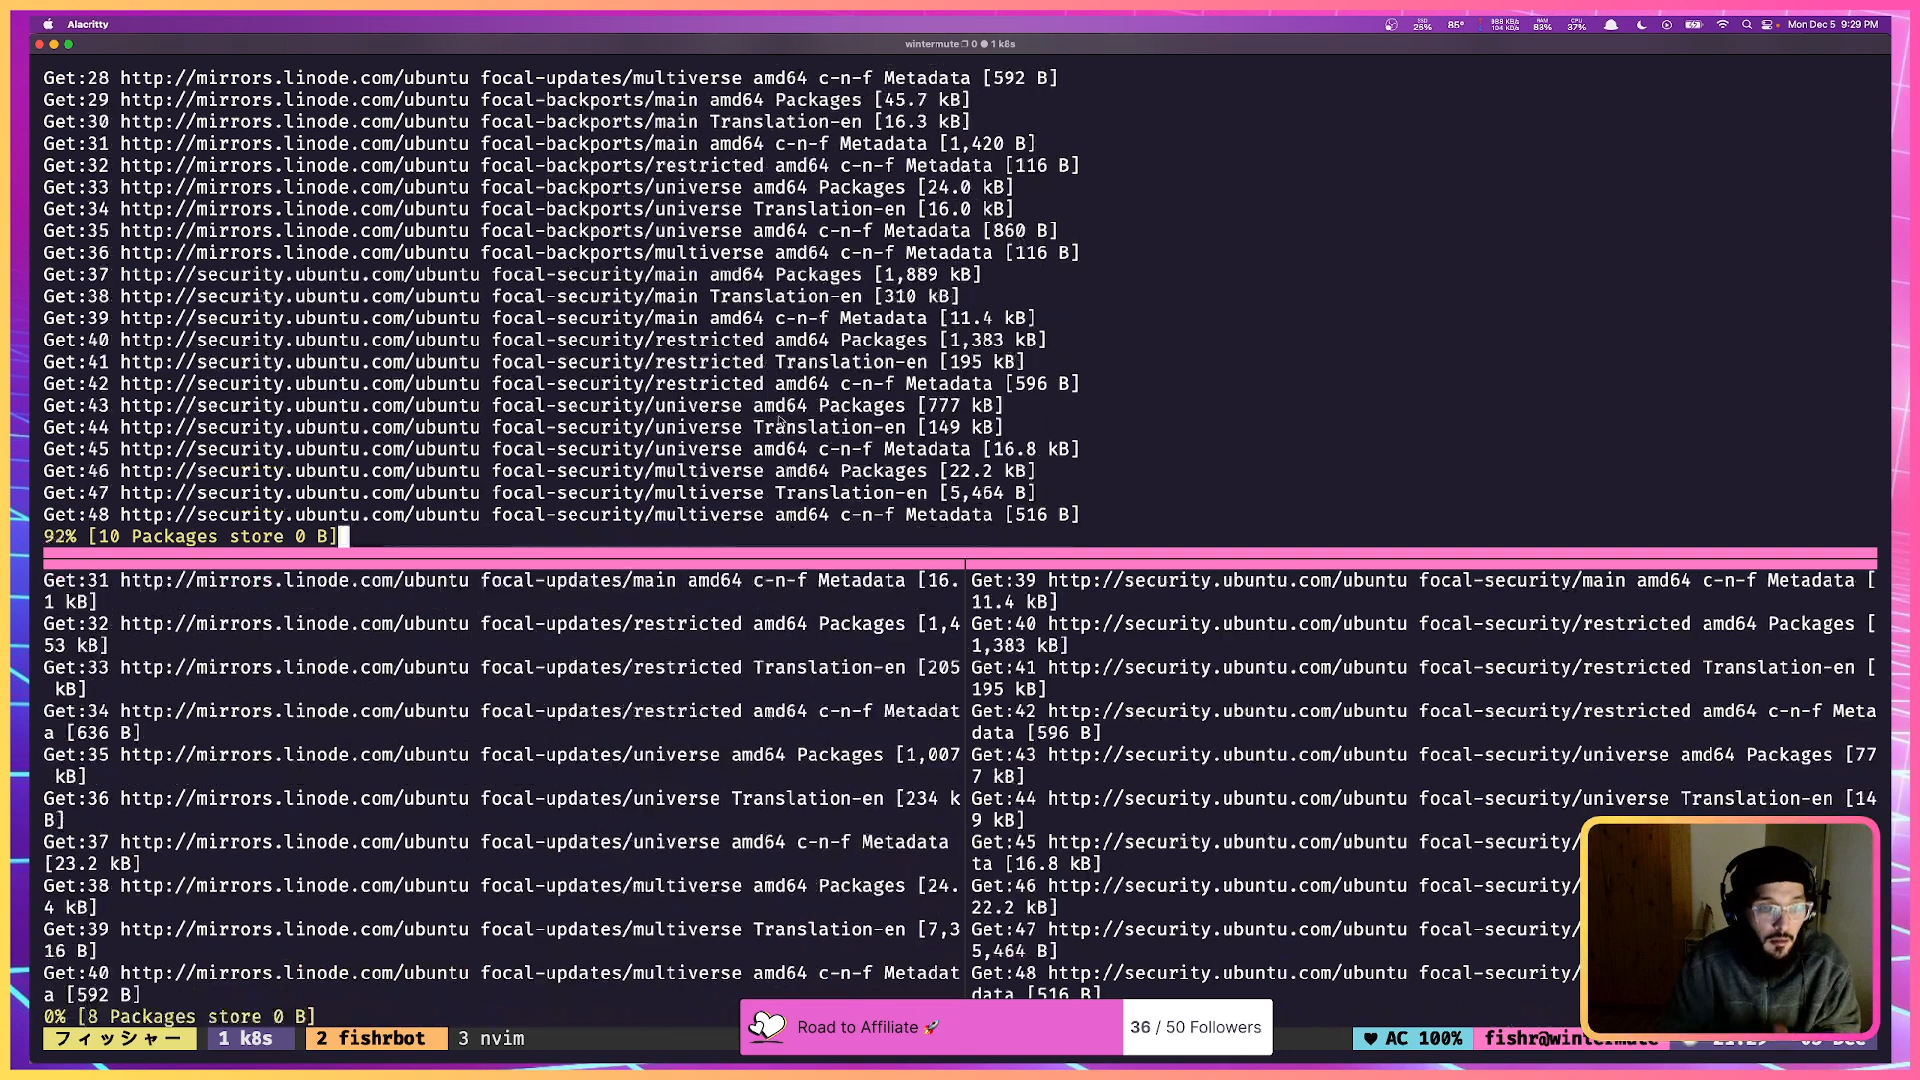 Alacritty
SSD
26%
85°
988 KB/s
104 KB/s
RAM
83%
CPU
37%
Mon Dec 5 9:29 PM
wintermute 0 1 k8s
Get:28 http://mirrors.linode.com/ubuntu focal-updates/multiverse amd64 c-n-f Metadata [592 B]
Get:29 http://mirrors.linode.com/ubuntu focal-backports/main amd64 Packages [45.7 kB]
Get:30 http://mirrors.linode.com/ubuntu focal-backports/main Translation-en [16.3 kB]
Get:31 http://mirrors.linode.com/ubuntu focal-backports/main amd64 c-n-f Metadata [1,420 B]
Get:32 http://mirrors.linode.com/ubuntu focal-backports/restricted amd64 c-n-f Metadata [116 B]
Get:33 http://mirrors.linode.com/ubuntu focal-backports/universe amd64 Packages [24.0 kB]
Get:34 http://mirrors.linode.com/ubuntu focal-backports/universe Translation-en [16.0 kB]
Get:35 http://mirrors.linode.com/ubuntu focal-backports/universe amd64 c-n-f Metadata [860 B]
Get:36 http://mirrors.linode.com/ubuntu focal-backports/multiverse amd64 c-n-f Metadata [116 B]
Get:37 http://security.ubuntu.com/ubuntu focal-security/main amd64 Packages [1,889 kB]
Get:38 http://security.ubuntu.com/ubuntu focal-security/main Translation-en [310 kB]
Get:39 http://security.ubuntu.com/ubuntu focal-security/main amd64 c-n-f Metadata [11.4 kB]
Get:40 http://security.ubuntu.com/ubuntu focal-security/restricted amd64 Packages [1,383 kB]
Get:41 http://security.ubuntu.com/ubuntu focal-security/restricted Translation-en [195 kB]
Get:42 http://security.ubuntu.com/ubuntu focal-security/restricted amd64 c-n-f Metadata [596 B]
Get:43 http://security.ubuntu.com/ubuntu focal-security/universe amd64 Packages [777 kB]
Get:44 http://security.ubuntu.com/ubuntu focal-security/universe Translation-en [149 kB]
Get:45 http://security.ubuntu.com/ubuntu focal-security/universe amd64 c-n-f Metadata [16.8 kB]
Get:46 http://security.ubuntu.com/ubuntu focal-security/multiverse amd64 Packages [22.2 kB]
Get:47 http://security.ubuntu.com/ubuntu focal-security/multiverse Translation-en [5,464 B]
Get:48 http://security.ubuntu.com/ubuntu focal-security/multiverse amd64 c-n-f Metadata [516 B]
92% [10 Packages store 0 B]
Get:31 http://mirrors.linode.com/ubuntu focal-updates/main amd64 c-n-f Metadata [16.
1 kB]
Get:32 http://mirrors.linode.com/ubuntu focal-updates/restricted amd64 Packages [1,4
53 kB]
Get:33 http://mirrors.linode.com/ubuntu focal-updates/restricted Translation-en [205
kB]
Get:34 http://mirrors.linode.com/ubuntu focal-updates/restricted amd64 c-n-f Metadat
a [636 B]
Get:35 http://mirrors.linode.com/ubuntu focal-updates/universe amd64 Packages [1,007
kB]
Get:36 http://mirrors.linode.com/ubuntu focal-updates/universe Translation-en [234 k
B]
Get:37 http://mirrors.linode.com/ubuntu focal-updates/universe amd64 c-n-f Metadata
[23.2 kB]
Get:38 http://mirrors.linode.com/ubuntu focal-updates/multiverse amd64 Packages [24.
4 kB]
Get:39 http://mirrors.linode.com/ubuntu focal-updates/multiverse Translation-en [7,3
16 B]
Get:40 http://mirrors.linode.com/ubuntu focal-updates/multiverse amd64 c-n-f Metadat
a [592 B]
0% [8 Packages store 0 B]
Get:39 http://security.ubuntu.com/ubuntu focal-security/main amd64 c-n-f Metadata [
11.4 kB]
Get:40 http://security.ubuntu.com/ubuntu focal-security/restricted amd64 Packages [
1,383 kB]
Get:41 http://security.ubuntu.com/ubuntu focal-security/restricted Translation-en [
195 kB]
Get:42 http://security.ubuntu.com/ubuntu focal-security/restricted amd64 c-n-f Meta
data [596 B]
Get:43 http://security.ubuntu.com/ubuntu focal-security/universe amd64 Packages [77
7 kB]
Get:44 http://security.ubuntu.com/ubuntu focal-security/universe Translation-en [14
9 kB]
Get:45 http://security.ubuntu.com/ubuntu focal-security/
ta [16.8 kB]
Get:46 http://security.ubuntu.com/ubuntu focal-security/
22.2 kB]
Get:47 http://security.ubuntu.com/ubuntu focal-security/
5,464 B]
Get:48 http://security.ubuntu.com/ubuntu focal-security/
data [516 B]
Road to Affiliate 🚀
36 / 50 Followers
フィッシャー 1 k8s 2 fishrbot 3 nvim
♥ AC 100% fishr@wintermute